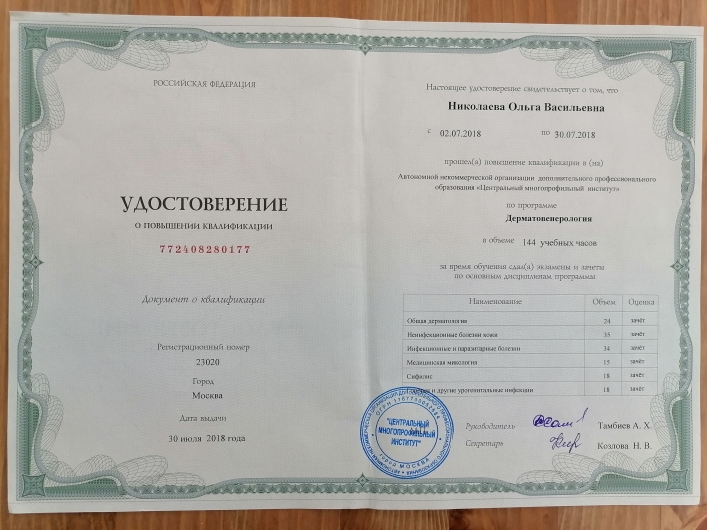 РОССИЙСКАЯ ФЕДЕРАЦИЯ
УДОСТОВЕРЕНИЕ
О ПОВЫШЕНИИ КВАЛИФИКАЦИИ
772408280177
Документ о квалификации
Регистрационный номер
23020
Город
Москва
Дата выдачи
30 июля 2018 года
Настоящее удостоверение свидетельствует о том, что
Николаева Ольга Васильевна
с 02.07.2018 по 30.07.2018
прошел(а) повышение квалификации в (на)
Автономной некоммерческой организации дополнительного профессионального
образования «Центральный многопрофильный институт»
по программе
Дерматовенерология
в объеме 144 учебных часов
за время обучения сдал(а) экзамены и зачеты
по основным дисциплинам программы
Наименование Объем Оценка
Общая дерматология 24 зачёт
Неинфекционные болезни кожи 35 зачёт
Инфекционные и паразитарные болезни 34 зачёт
Медицинская микология 15 зачёт
Сифилис 18 зачёт
и другие урогенитальные инфекции 18 зачёт
Руководитель Тамбиев А. Х.
Секретарь Козлова Н. В.
"ЦЕНТРАЛЬНЫЙ
МНОГОПРОФИЛЬНЫЙ
ИНСТИТУТ"
город МОСКВА